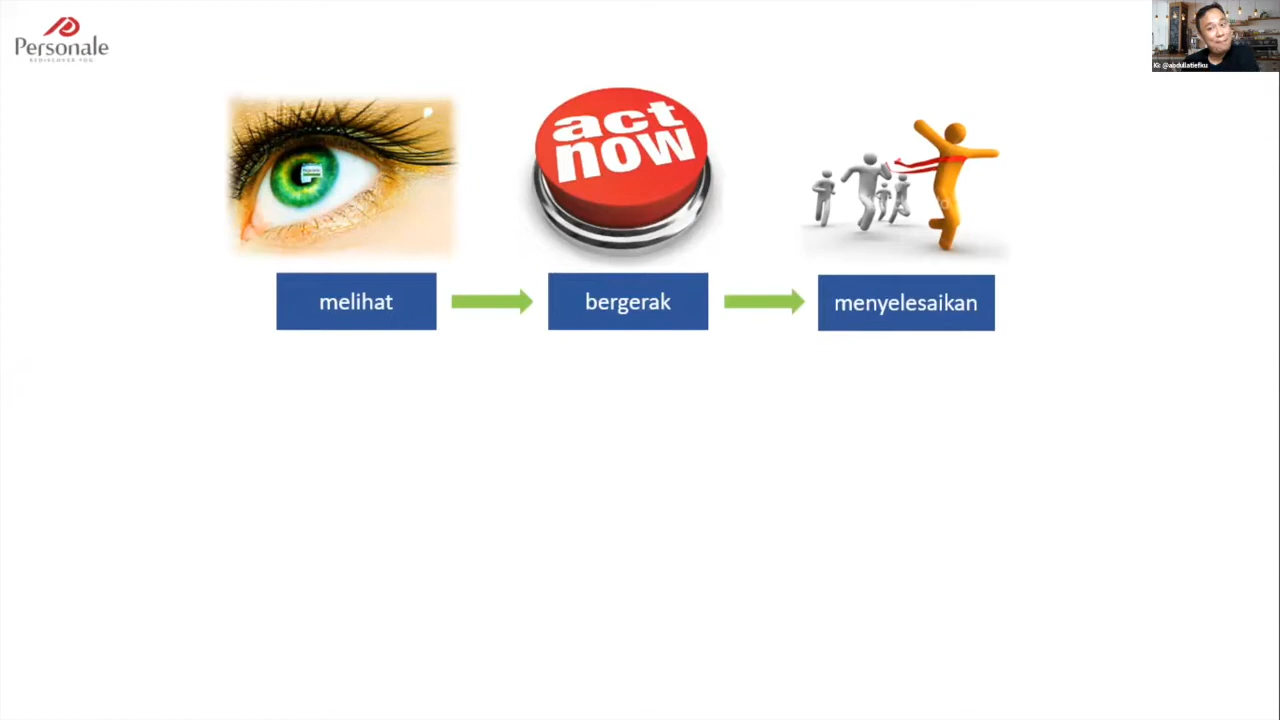 Personale
REDISCOVER YOU.
IG: @abdullatiefku
act
now
melihat
bergerak
menyelesaikan